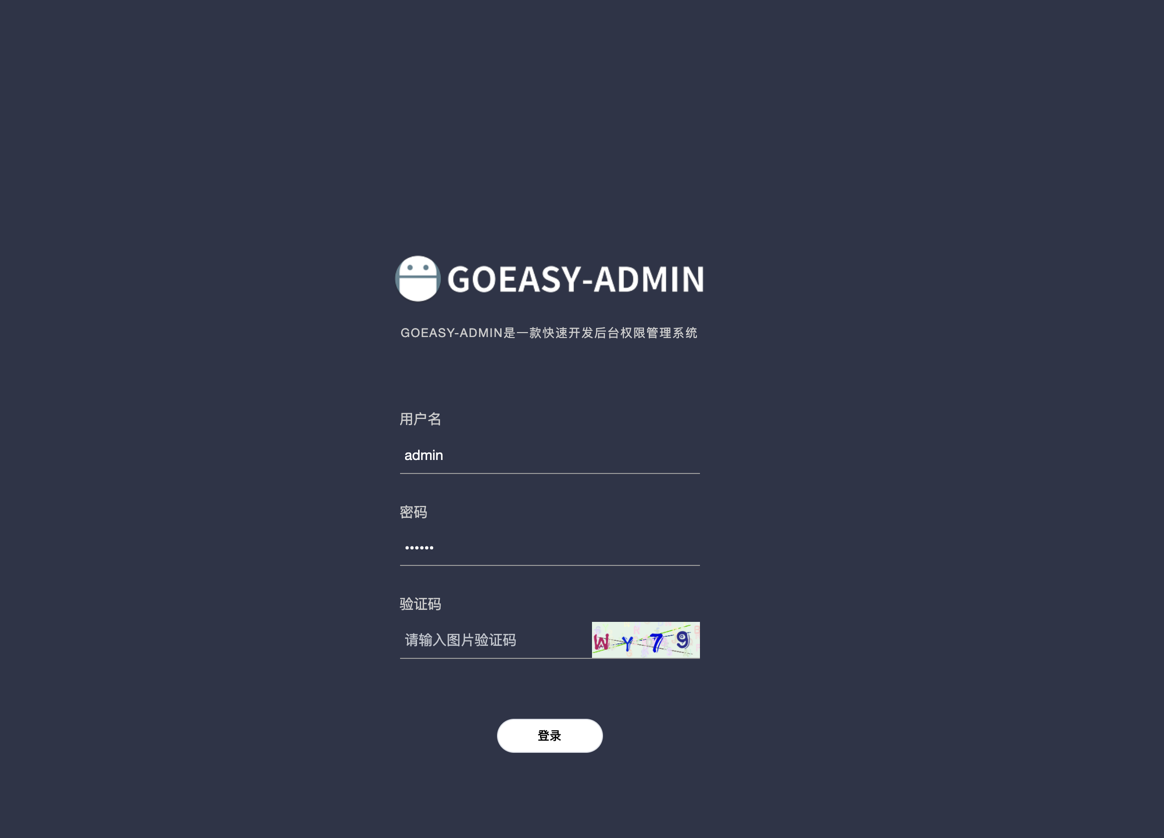 GOEASY-ADMIN
GOEASY-ADMIN是一款快速开发后台权限管理系统
用户名
admin
密码
••••••
验证码
请输入图片验证码
W Y 7 9
登录